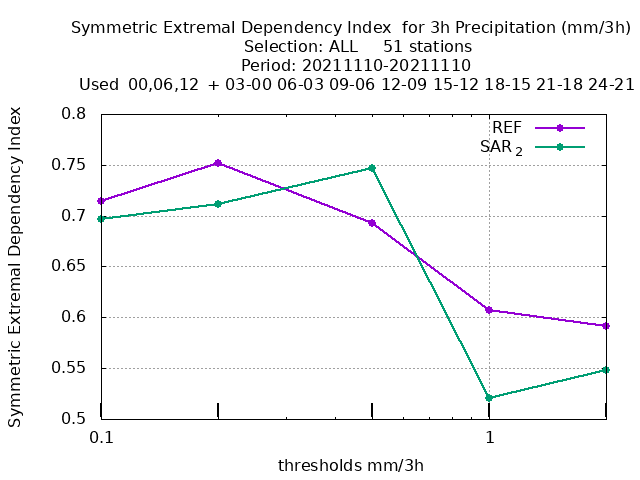 Symmetric Extremal Dependency Index  for 3h Precipitation (mm/3h)
Selection: ALL     51 stations
Period: 20211110-20211110
Used  00,06,12  + 03-00 06-03 09-06 12-09 15-12 18-15 21-18 24-21
Symmetric Extremal Dependency Index
0.8
0.75
0.7
0.65
0.6
0.55
0.5
REF
SAR 2
0.1
1
thresholds mm/3h